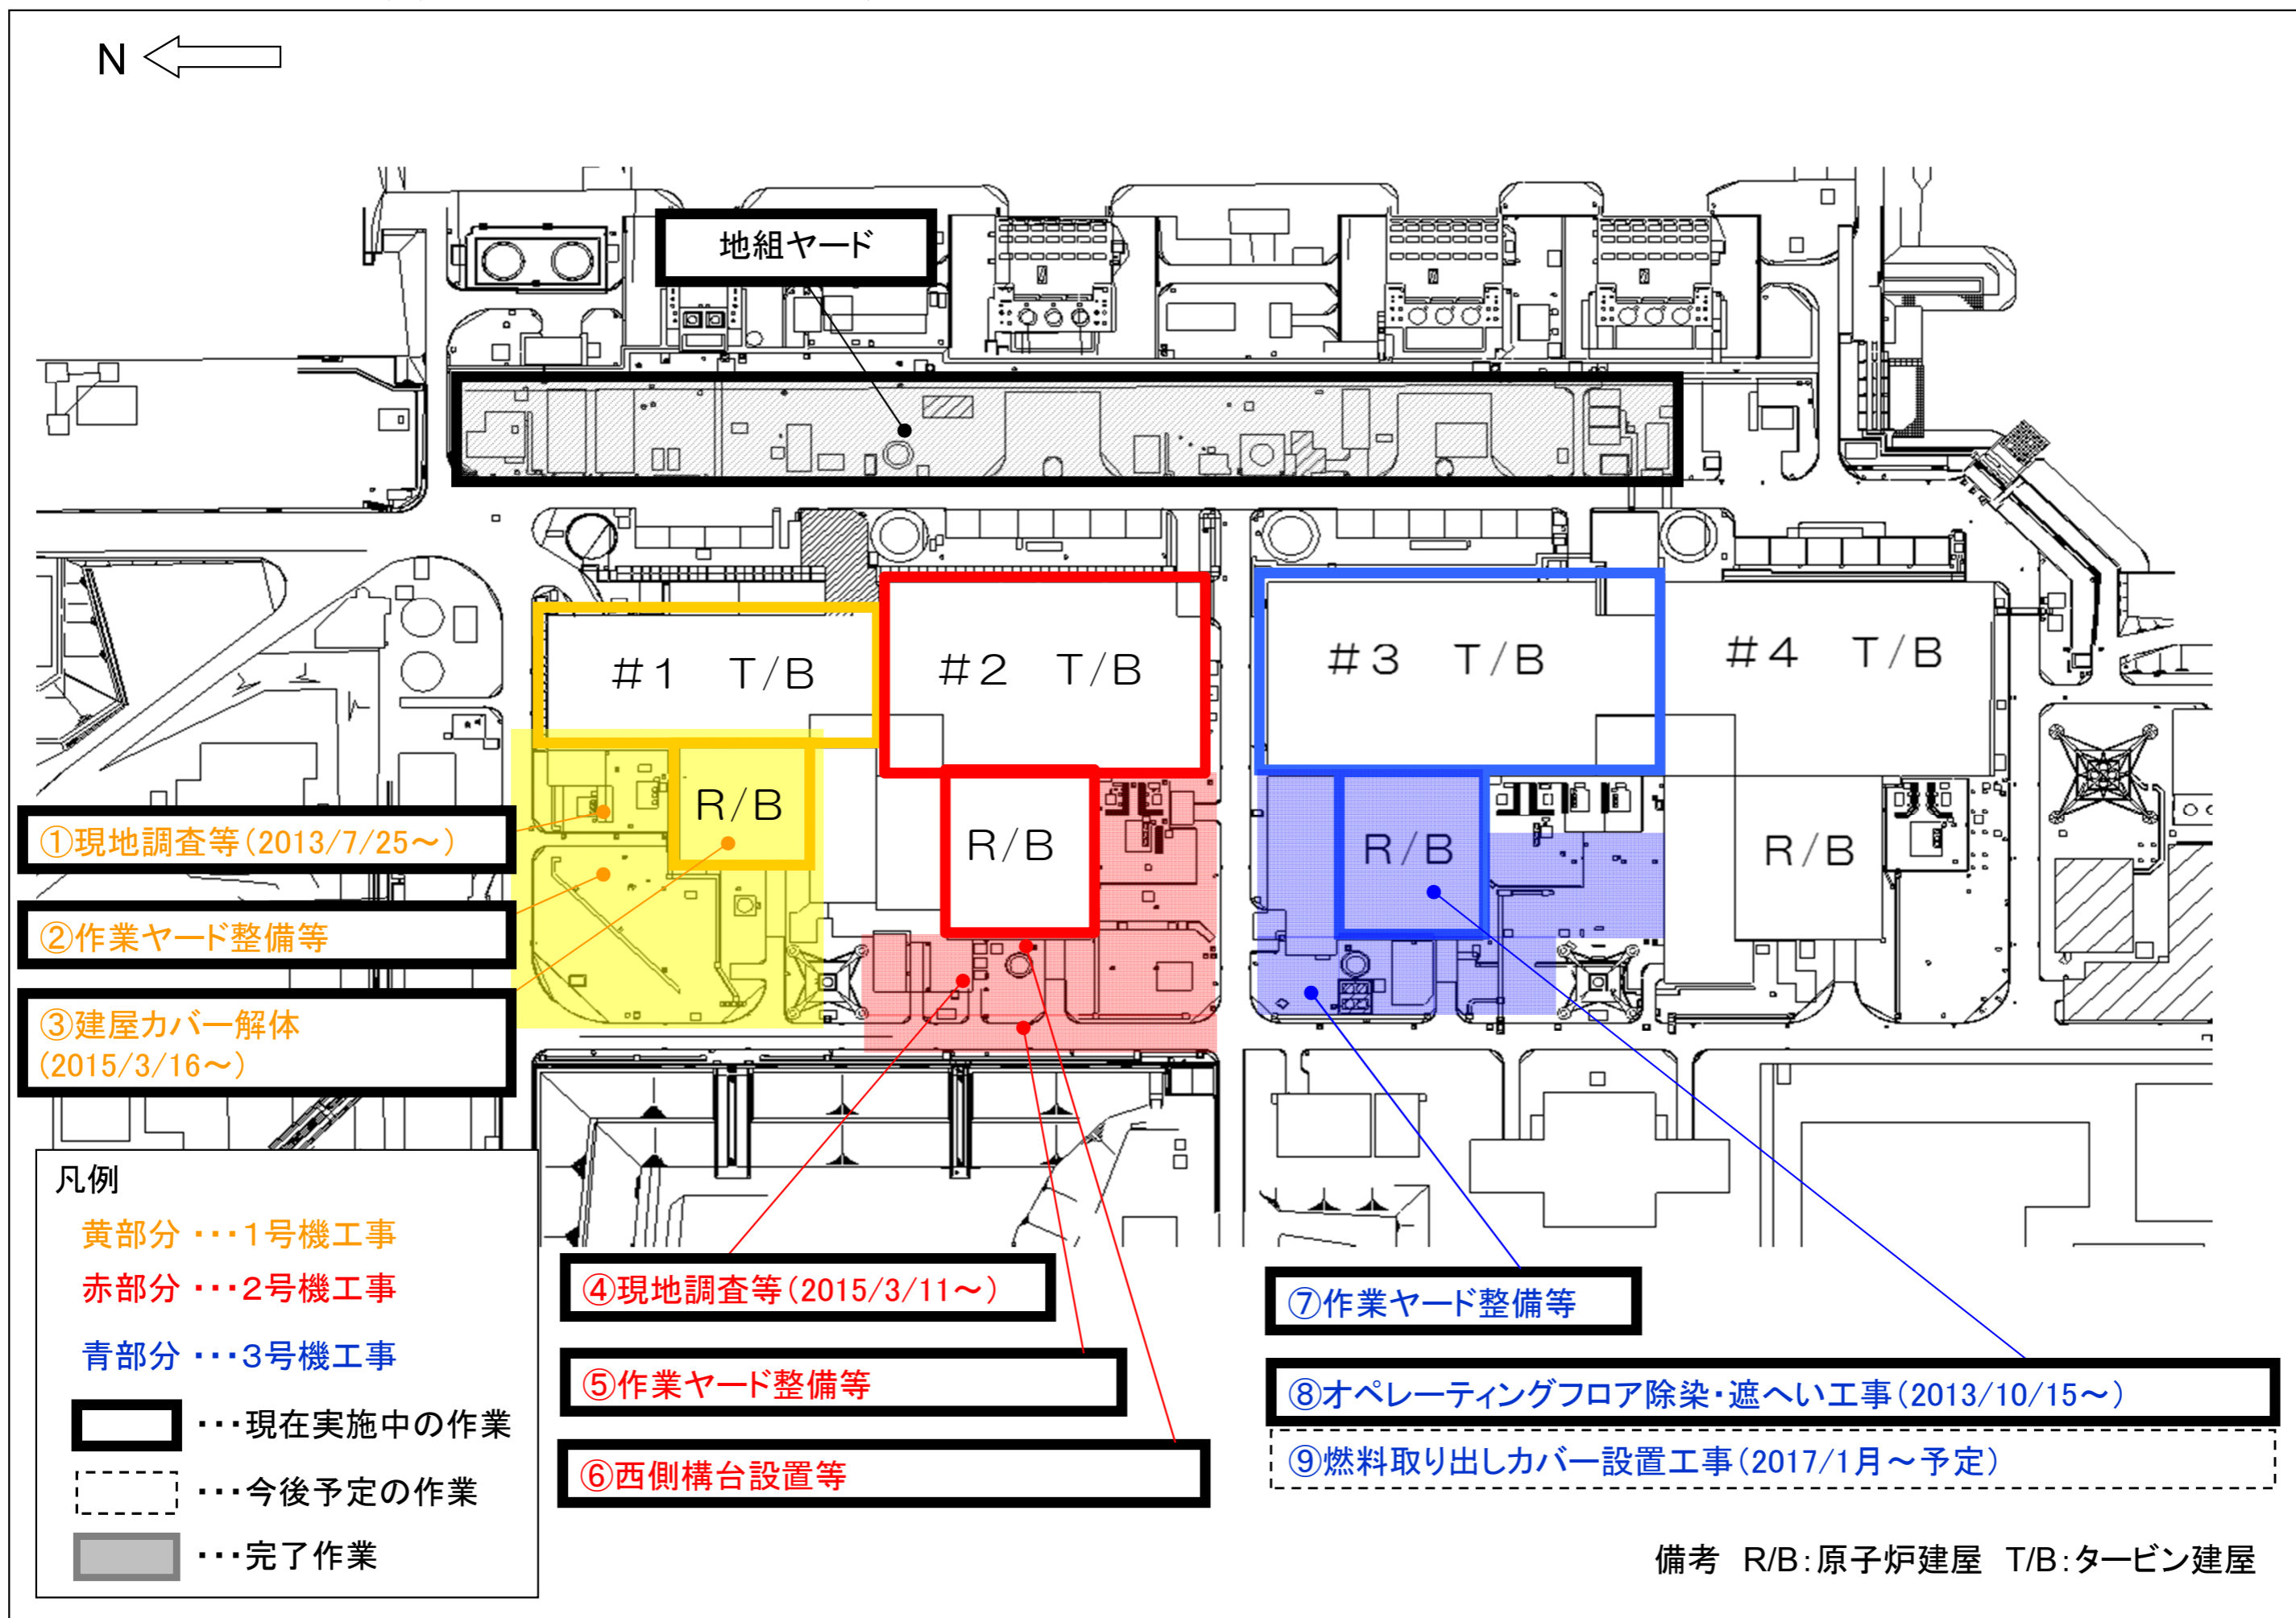 N
地組ヤード
#1 T/B
#2 T/B
#3 T/B
#4 T/B
R/B
R/B
R/B
R/B
①現地調査等(2013/7/25～)
②作業ヤード整備等
③建屋カバー解体
(2015/3/16～)
④現地調査等(2015/3/11～)
⑤作業ヤード整備等
⑥西側構台設置等
⑦作業ヤード整備等
⑧オペレーティングフロア除染・遮へい工事(2013/10/15～)
⑨燃料取り出しカバー設置工事(2017/1月～予定)
凡例
黄部分 ・・・1号機工事
赤部分 ・・・2号機工事
青部分 ・・・3号機工事
・・・現在実施中の作業
・・・今後予定の作業
・・・完了作業
備考 R/B:原子炉建屋 T/B:タービン建屋